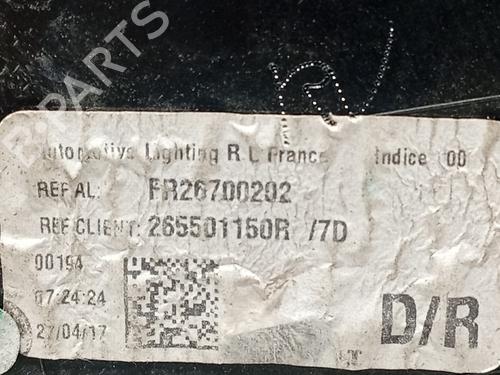 B-PARTS
Automotive Lighting R L France Indice 00
REF AL: FR26700202
REF CLIENT: 265501150R /7D
00194
07:24:24
27/04/17
D/R